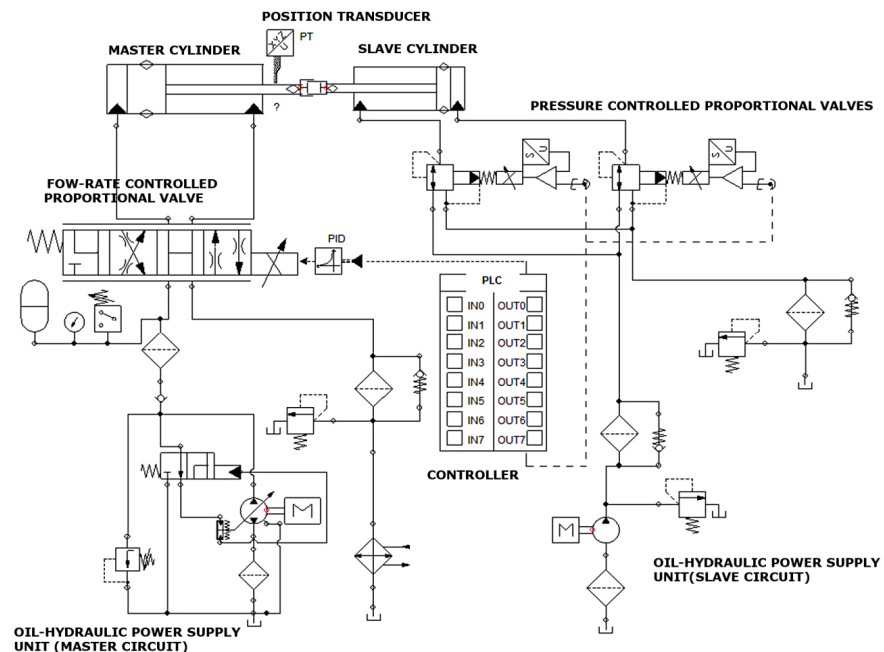 POSITION TRANSDUCER
PT
MASTER CYLINDER
SLAVE CYLINDER
?
PRESSURE CONTROLLED PROPORTIONAL VALVES
S
U
S
U
FOW-RATE CONTROLLED
PROPORTIONAL VALVE
PID
PLC
IN0 OUT0
IN1 OUT1
IN2 OUT2
IN3 OUT3
IN4 OUT4
IN5 OUT5
IN6 OUT6
IN7 OUT7
CONTROLLER
M
M
OIL-HYDRAULIC POWER SUPPLY
UNIT(SLAVE CIRCUIT)
OIL-HYDRAULIC POWER SUPPLY
UNIT (MASTER CIRCUIT)